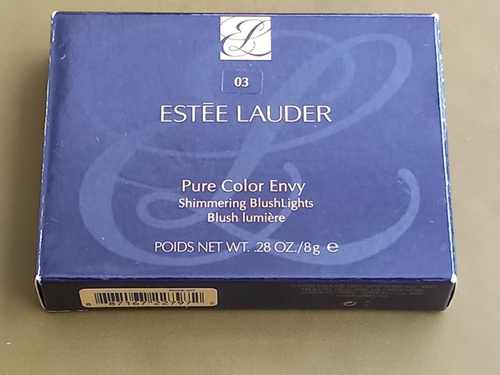 03
ESTĒE LAUDER
Pure Color Envy
Shimmering BlushLights
Blush lumière
POIDS NET WT. .28 OZ./8g ℮